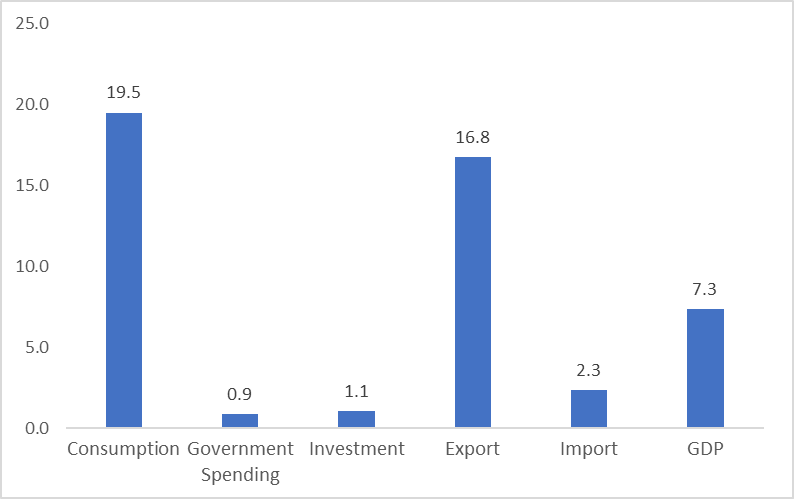 25.0
20.0
15.0
10.0
5.0
0.0
19.5
0.9
1.1
16.8
2.3
7.3
Consumption
Government
Spending
Investment
Export
Import
GDP